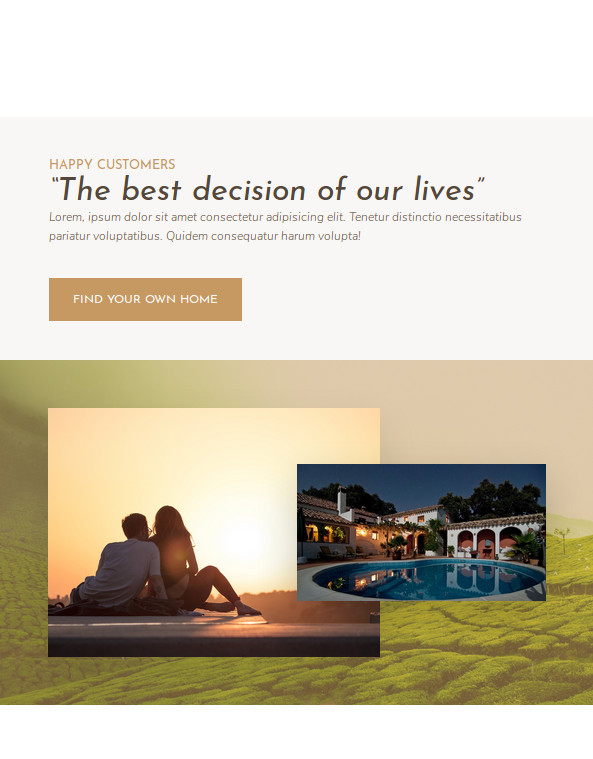 HAPPY CUSTOMERS
“The best decision of our lives”
Lorem, ipsum dolor sit amet consectetur adipisicing elit. Tenetur distinctio necessitatibus
pariatur voluptatibus. Quidem consequatur harum volupta!
FIND YOUR OWN HOME